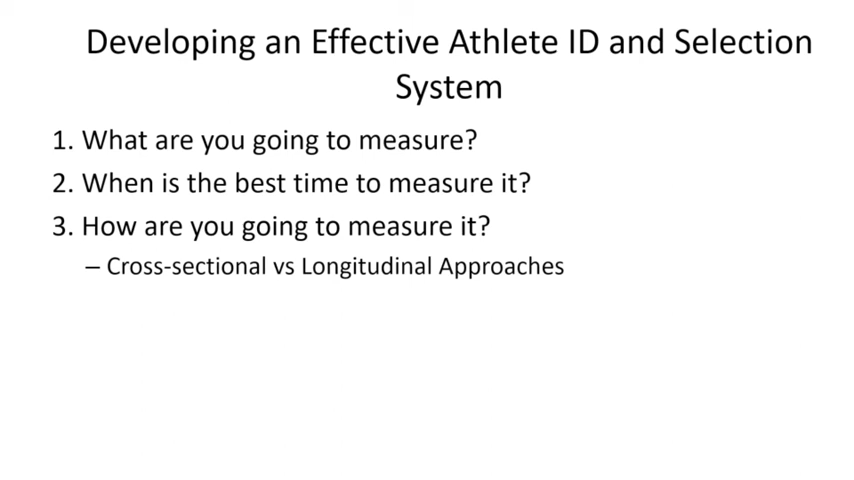 Developing an Effective Athlete ID and Selection
System
1. What are you going to measure?
2. When is the best time to measure it?
3. How are you going to measure it?
– Cross-sectional vs Longitudinal Approaches